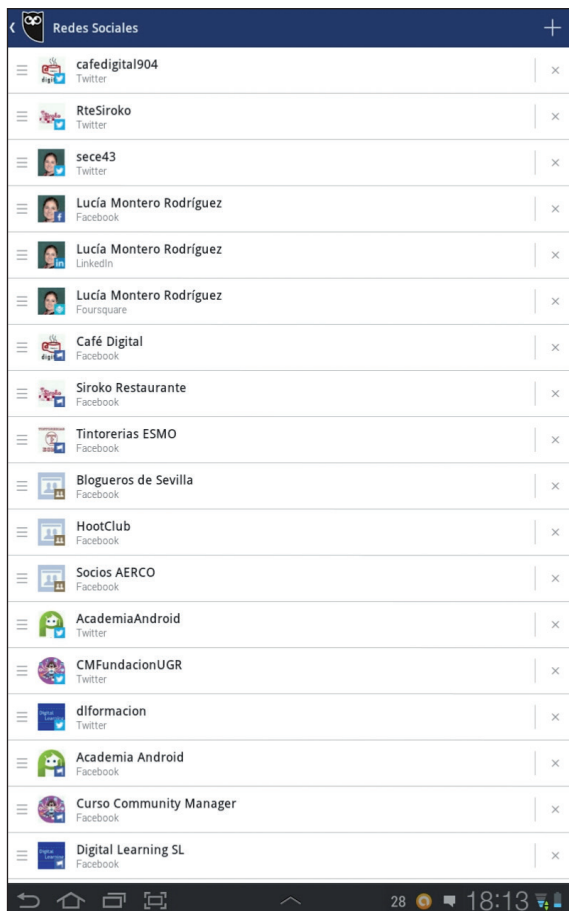 Redes Sociales
cafedigital904
Twitter
RteSiroko
Twitter
sece43
Twitter
Lucía Montero Rodríguez
Facebook
Lucía Montero Rodríguez
LinkedIn
Lucía Montero Rodríguez
Foursquare
Café Digital
Facebook
Siroko Restaurante
Facebook
Tintorerias ESMO
Facebook
Blogueros de Sevilla
Facebook
HootClub
Facebook
Socios AERCO
Facebook
AcademiaAndroid
Twitter
CMFundacionUGR
Twitter
dlformacion
Twitter
Academia Android
Facebook
Curso Community Manager
Facebook
Digital Learning SL
Facebook
28 18:13